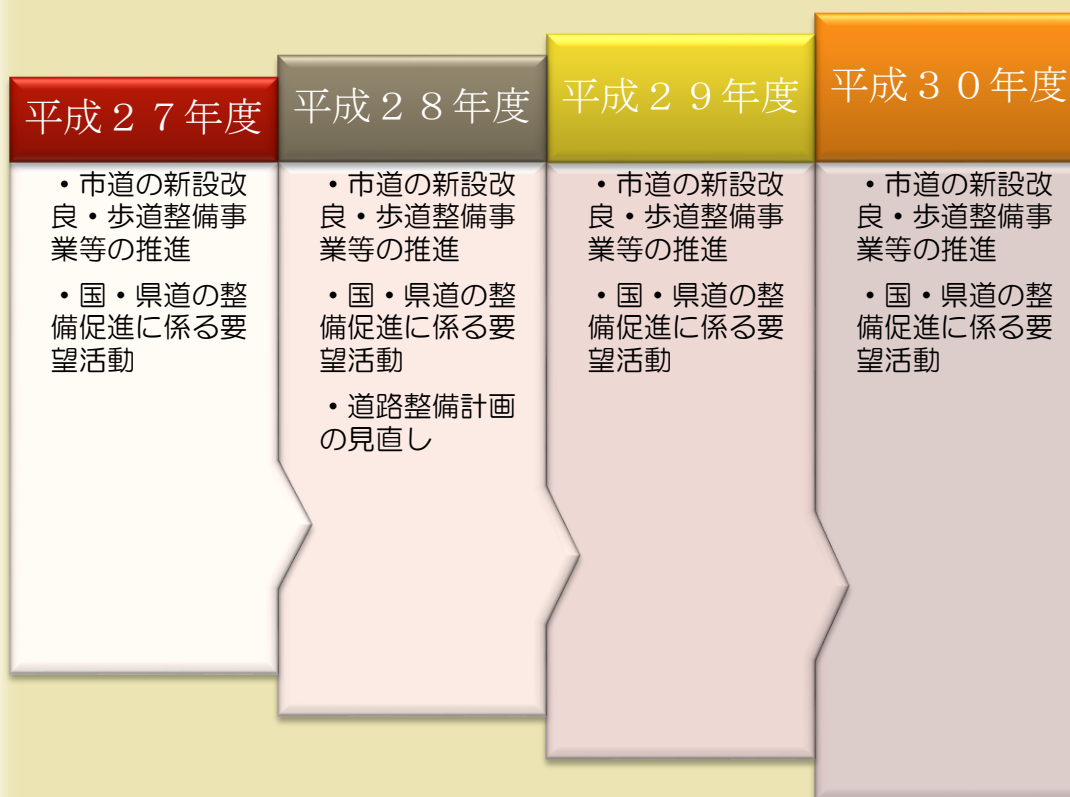 平成２７年度
・市道の新設改
良・歩道整備事
業等の推進
・国・県道の整
備促進に係る要
望活動
平成２８年度
・市道の新設改
良・歩道整備事
業等の推進
・国・県道の整
備促進に係る要
望活動
・道路整備計画
の見直し
平成２９年度
・市道の新設改
良・歩道整備事
業等の推進
・国・県道の整
備促進に係る要
望活動
平成３０年度
・市道の新設改
良・歩道整備事
業等の推進
・国・県道の整
備促進に係る要
望活動